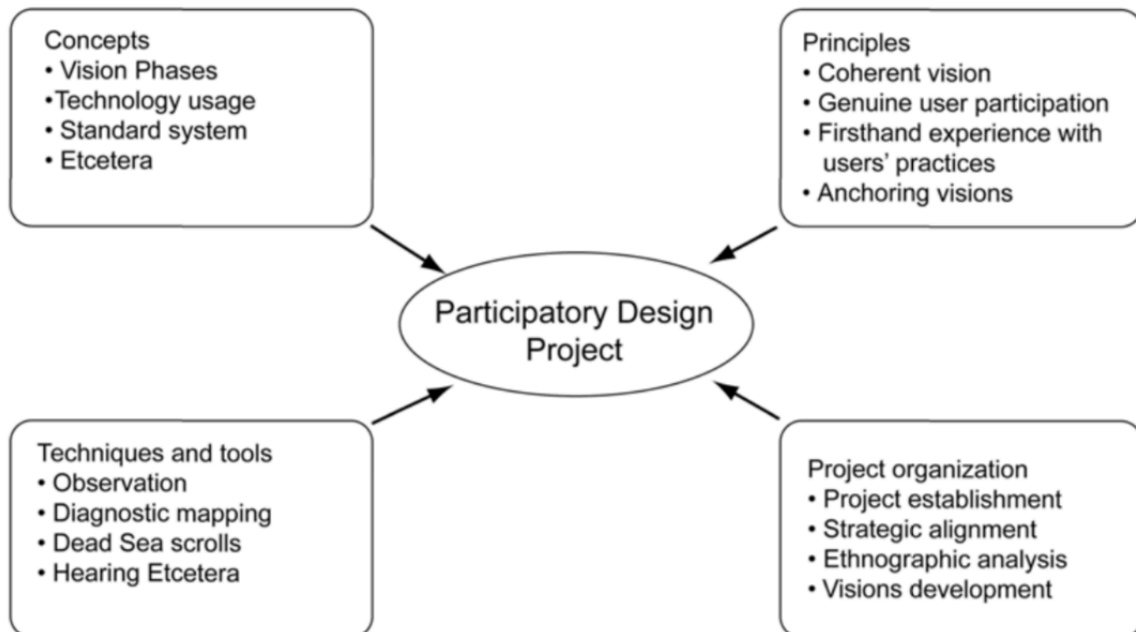 Concepts
• Vision Phases
•Technology usage
• Standard system
• Etcetera
Principles
• Coherent vision
• Genuine user participation
• Firsthand experience with
users' practices
• Anchoring visions
Participatory Design
Project
Techniques and tools
• Observation
• Diagnostic mapping
• Dead Sea scrolls
• Hearing Etcetera
Project organization
• Project establishment
• Strategic alignment
• Ethnographic analysis
• Visions development